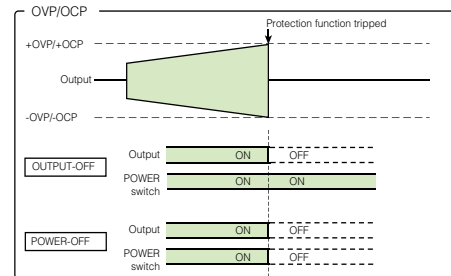 OVP/OCP
Protection function tripped
+OVP/+OCP
Output
-OVP/-OCP
OUTPUT-OFF
Output ON OFF
POWER switch ON ON
POWER-OFF
Output ON OFF
POWER switch ON OFF